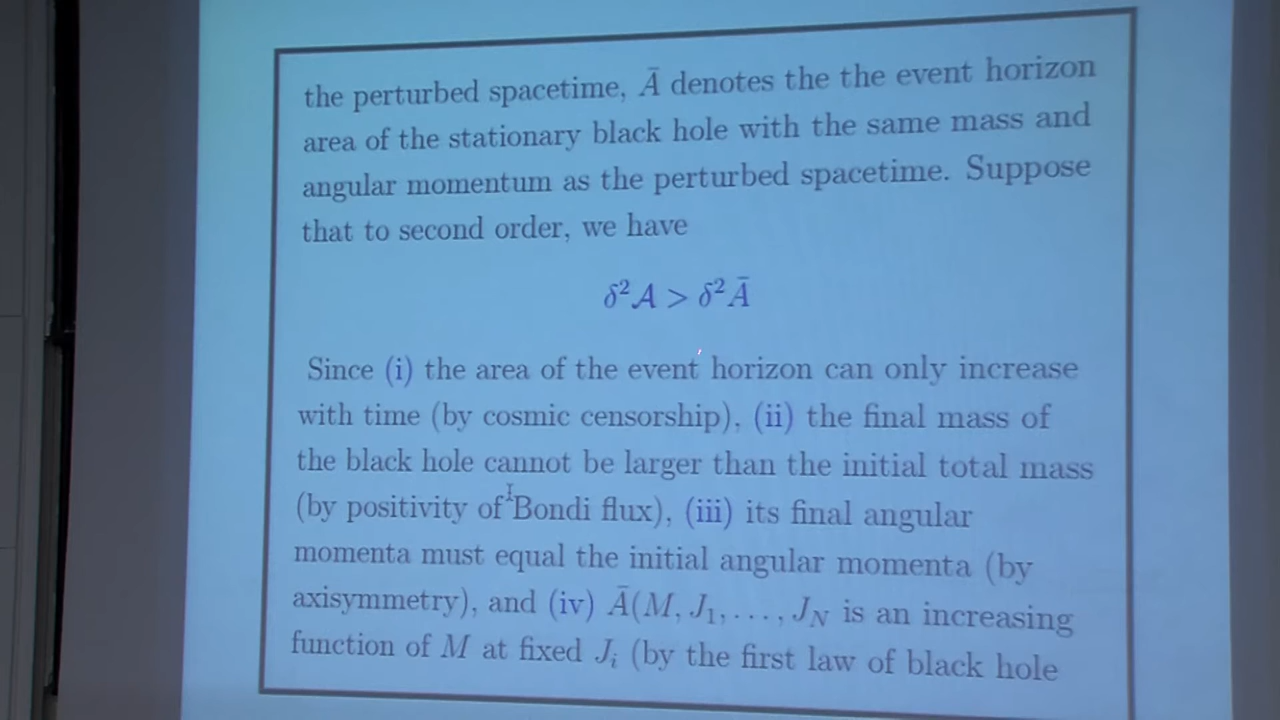 the perturbed spacetime, Ā denotes the the event horizon
area of the stationary black hole with the same mass and
angular momentum as the perturbed spacetime. Suppose
that to second order, we have
δ²A > δ²Ā
Since (i) the area of the event horizon can only increase
with time (by cosmic censorship), (ii) the final mass of
the black hole cannot be larger than the initial total mass
(by positivity of Bondi flux), (iii) its final angular
momenta must equal the initial angular momenta (by
axisymmetry), and (iv) Ā(M, J₁, . . . , J_N is an increasing
function of M at fixed Jᵢ (by the first law of black hole